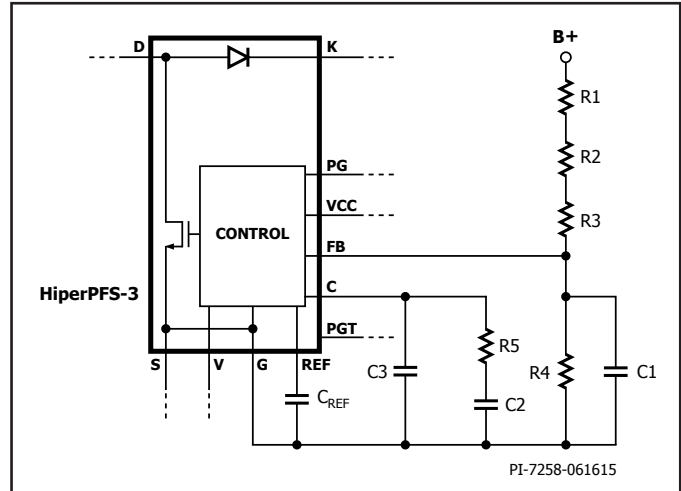 D
K
B+
R1
R2
PG
VCC
R3
CONTROL
FB
HiperPFS-3
C
PGT
R5
R4
C1
S
V
G
REF
C3
C2
CREF
PI-7258-061615